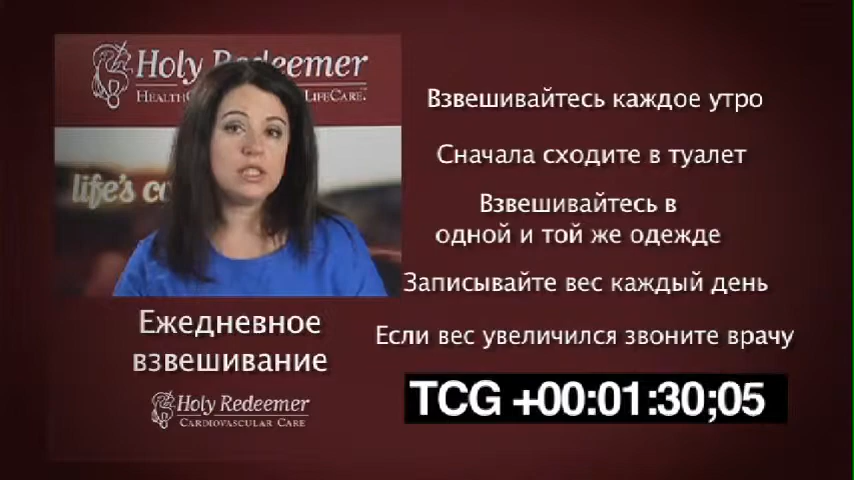 Holy Redeemer
life's
Ежедневное
взвешивание
Holy Redeemer
CARDIOVASCULAR CARE
Взвешивайтесь каждое утро
Сначала сходите в туалет
Взвешивайтесь в
одной и той же одежде
Записывайте вес каждый день
Если вес увеличился звоните врачу
TCG +00:01:30;05